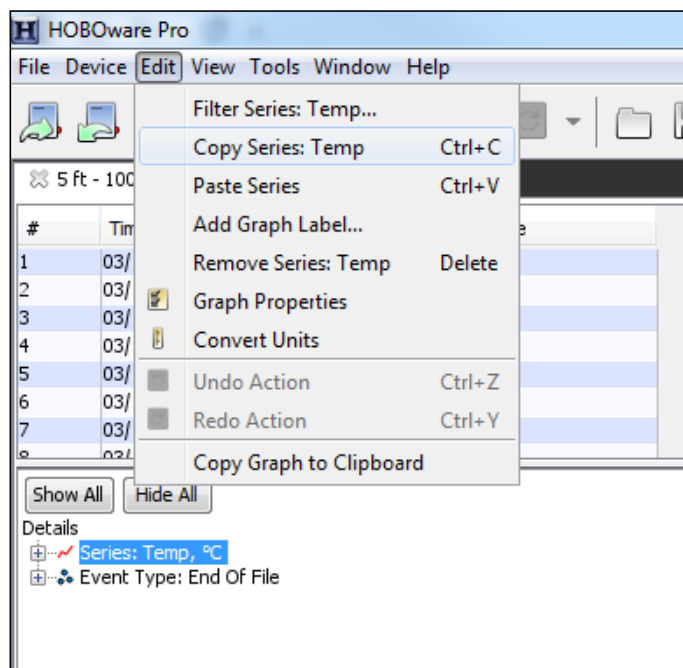 HOBOware Pro
File Device Edit View Tools Window Help
Filter Series: Temp...
Copy Series: Temp Ctrl+C
5 ft - 100
Paste Series Ctrl+V
# Add Graph Label...
1 03/ Remove Series: Temp Delete
2 03/
3 03/ Graph Properties
4 03/ Convert Units
5 03/ Undo Action Ctrl+Z
6 03/
7 03/ Redo Action Ctrl+Y
Copy Graph to Clipboard
Show All Hide All
Details
Series: Temp, °C
Event Type: End Of File